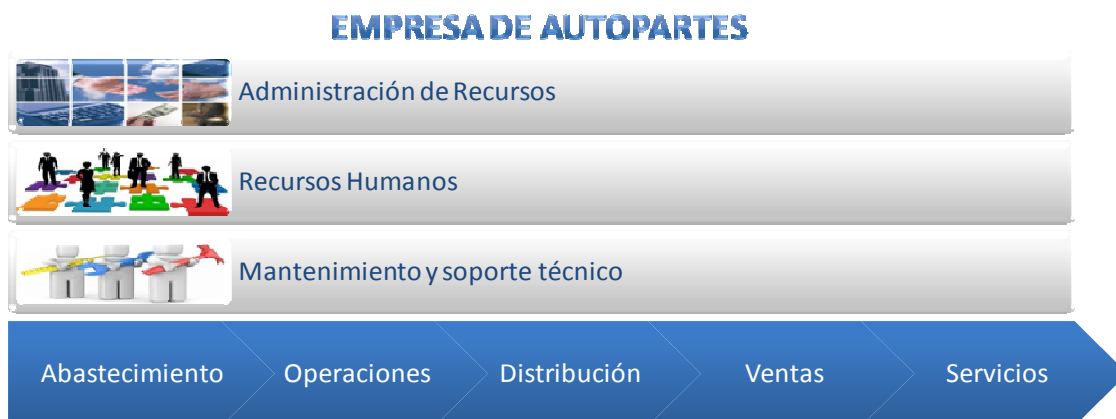 EMPRESA DE AUTOPARTES
Administración de Recursos
Recursos Humanos
Mantenimiento y soporte técnico
Abastecimiento
Operaciones
Distribución
Ventas
Servicios